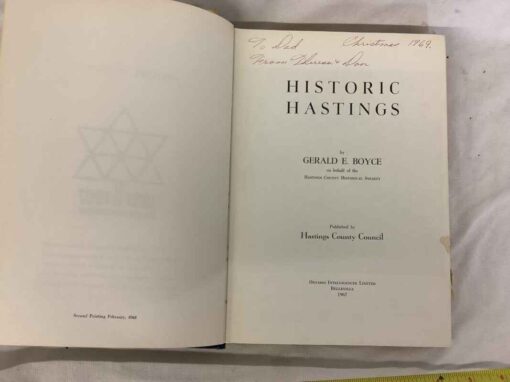 Second Printing February, 1968
To Dad Christmas 1969.
From Theresa & Don
HISTORIC
HASTINGS
by
GERALD E. BOYCE
on behalf of the
HASTINGS COUNTY HISTORICAL SOCIETY
Published by
Hastings County Council
ONTARIO INTELLIGENCER LIMITED
BELLEVILLE
1967